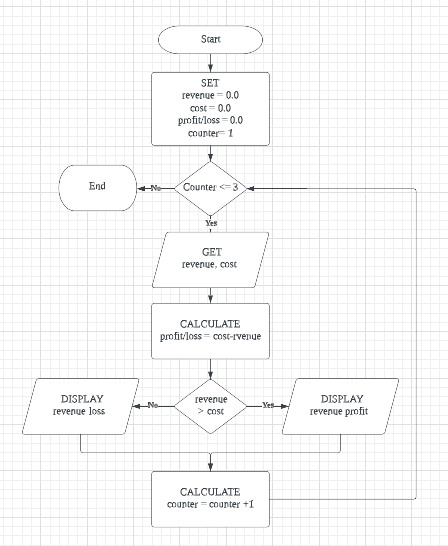 Start
SET
revenue = 0.0
cost = 0.0
profit/loss = 0.0
counter= 1
End
No
Counter <= 3
Yes
GET
revenue, cost
CALCULATE
profit/loss = cost-rvenue
DISPLAY
revenue loss
No
revenue
> cost
Yes
DISPLAY
revenue profit
CALCULATE
counter = counter +1